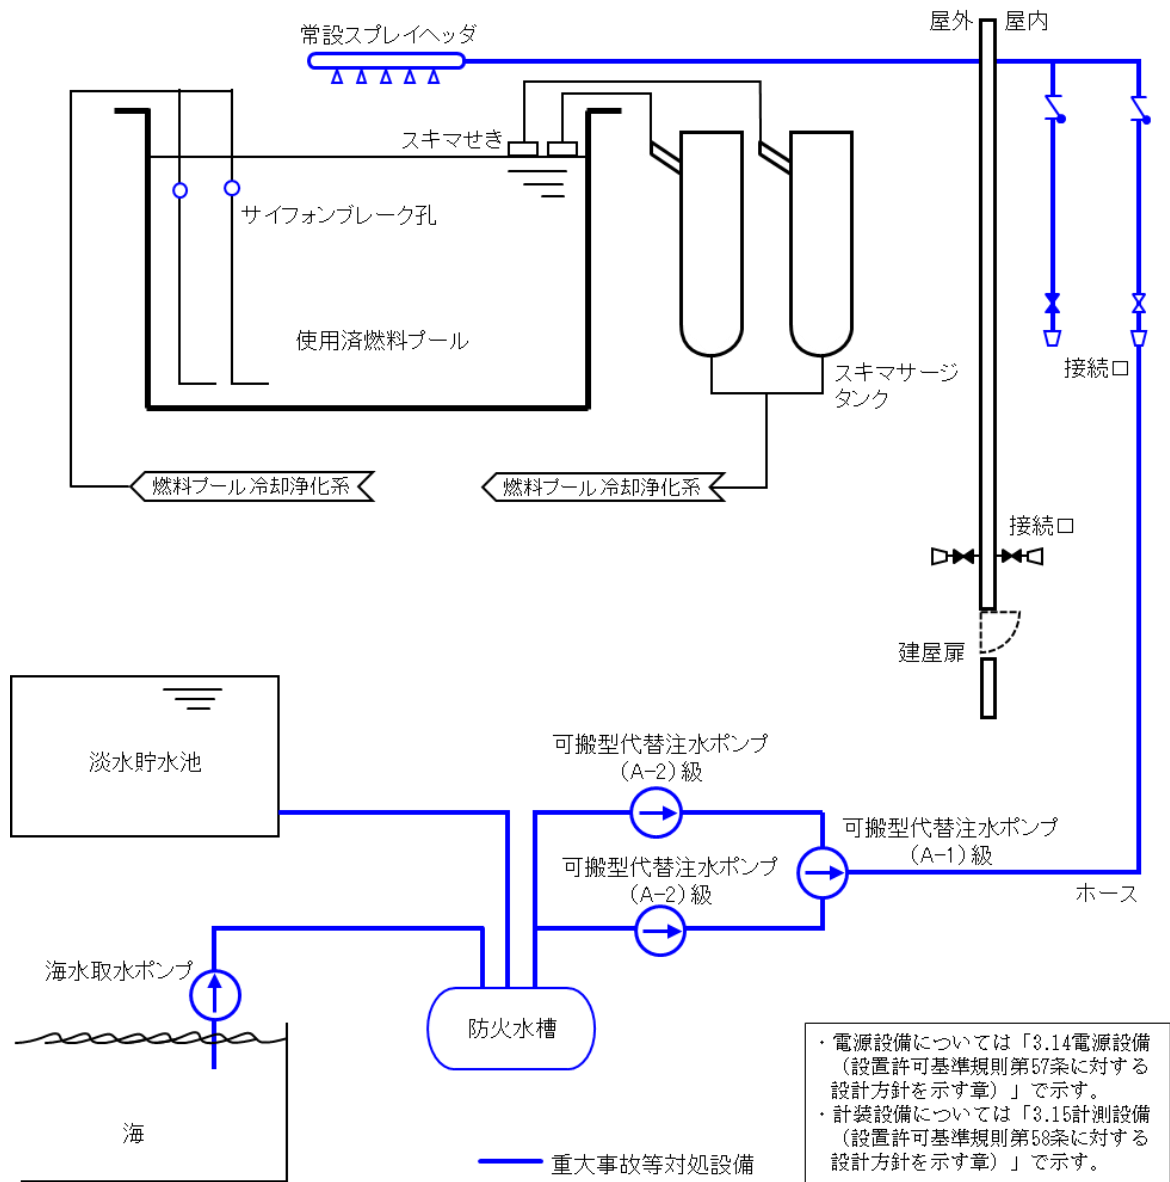 常設スプレイヘッダ
屋外
屋内
スキマせき
サイフォンブレーク孔
使用済燃料プール
スキマサージ
タンク
接続口
燃料プール冷却浄化系
燃料プール冷却浄化系
接続口
建屋扉
淡水貯水池
可搬型代替注水ポンプ
(A-2)級
可搬型代替注水ポンプ
(A-1)級
可搬型代替注水ポンプ
(A-2)級
ホース
海水取水ポンプ
防火水槽
海
・電源設備については「3.14電源設備
(設置許可基準規則第57条に対する
設計方針を示す章)」で示す。
・計装設備については「3.15計測設備
(設置許可基準規則第58条に対する
設計方針を示す章)」で示す。
重大事故等対処設備